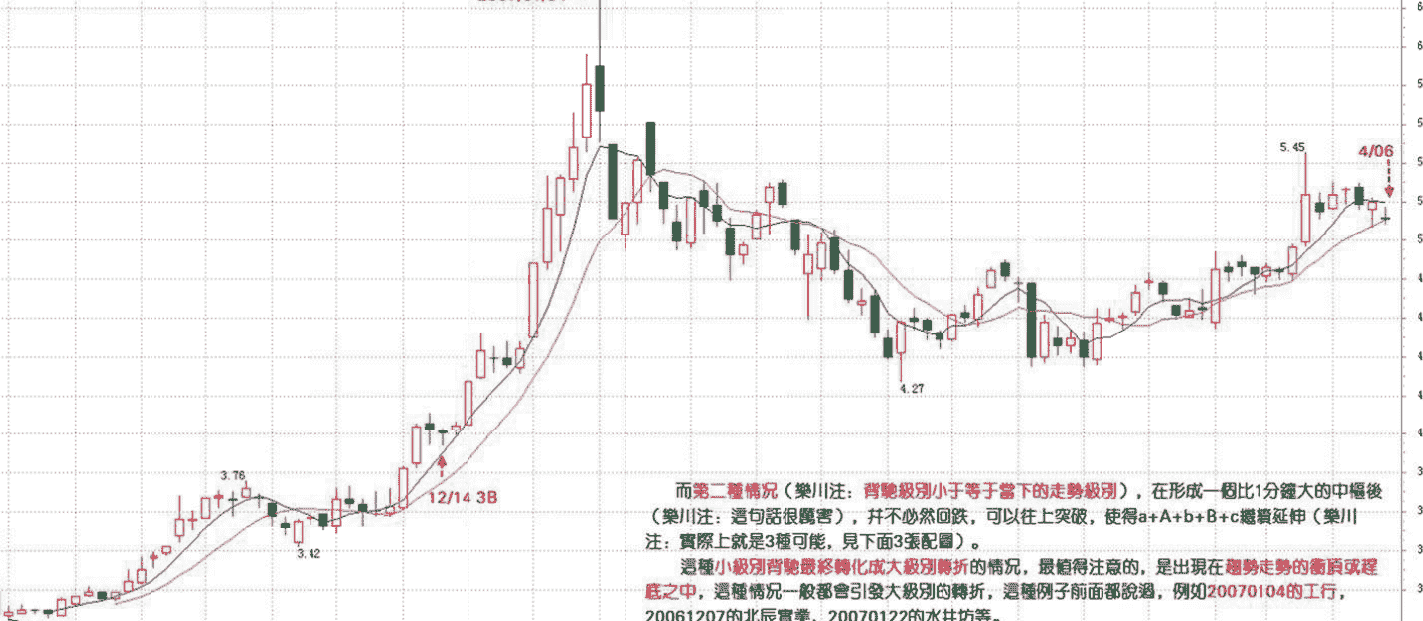 5.45
4/06
4.27
3.76
12/14 3B
3.42
而第二種情况（樂川注：背馳級別小于等于當下的走勢級別），在形成一個比1分鐘大的中樞後
（樂川注：這句話很厲害），并不必然回跌，可以往上突破，使得a+A+b+B+c繼續延伸（樂川
注：實際上就是3種可能，見下面3張配圖）。
這種小級別背馳最終轉化成大級別轉折的情况，最值得注意的，是出現在趨勢走勢的衝頂或趕
底之中，這種情况一般都會引發大級別的轉折，這種例子前面都說過，例如20070104的工行，
20061207的北辰實業、20070122的水井坊等。